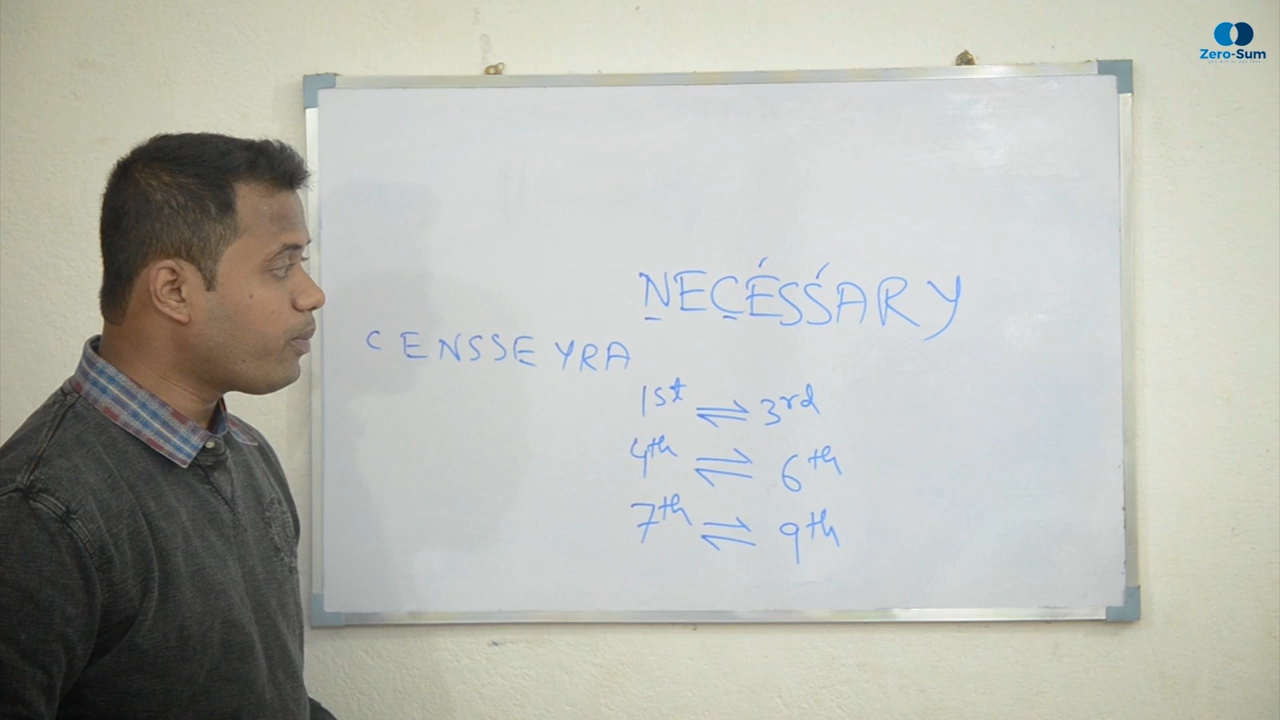 Zero-Sum
NECESSARY
CENSSEYRA
1st ⇌ 3rd
4th ⇌ 6th
7th ⇌ 9th